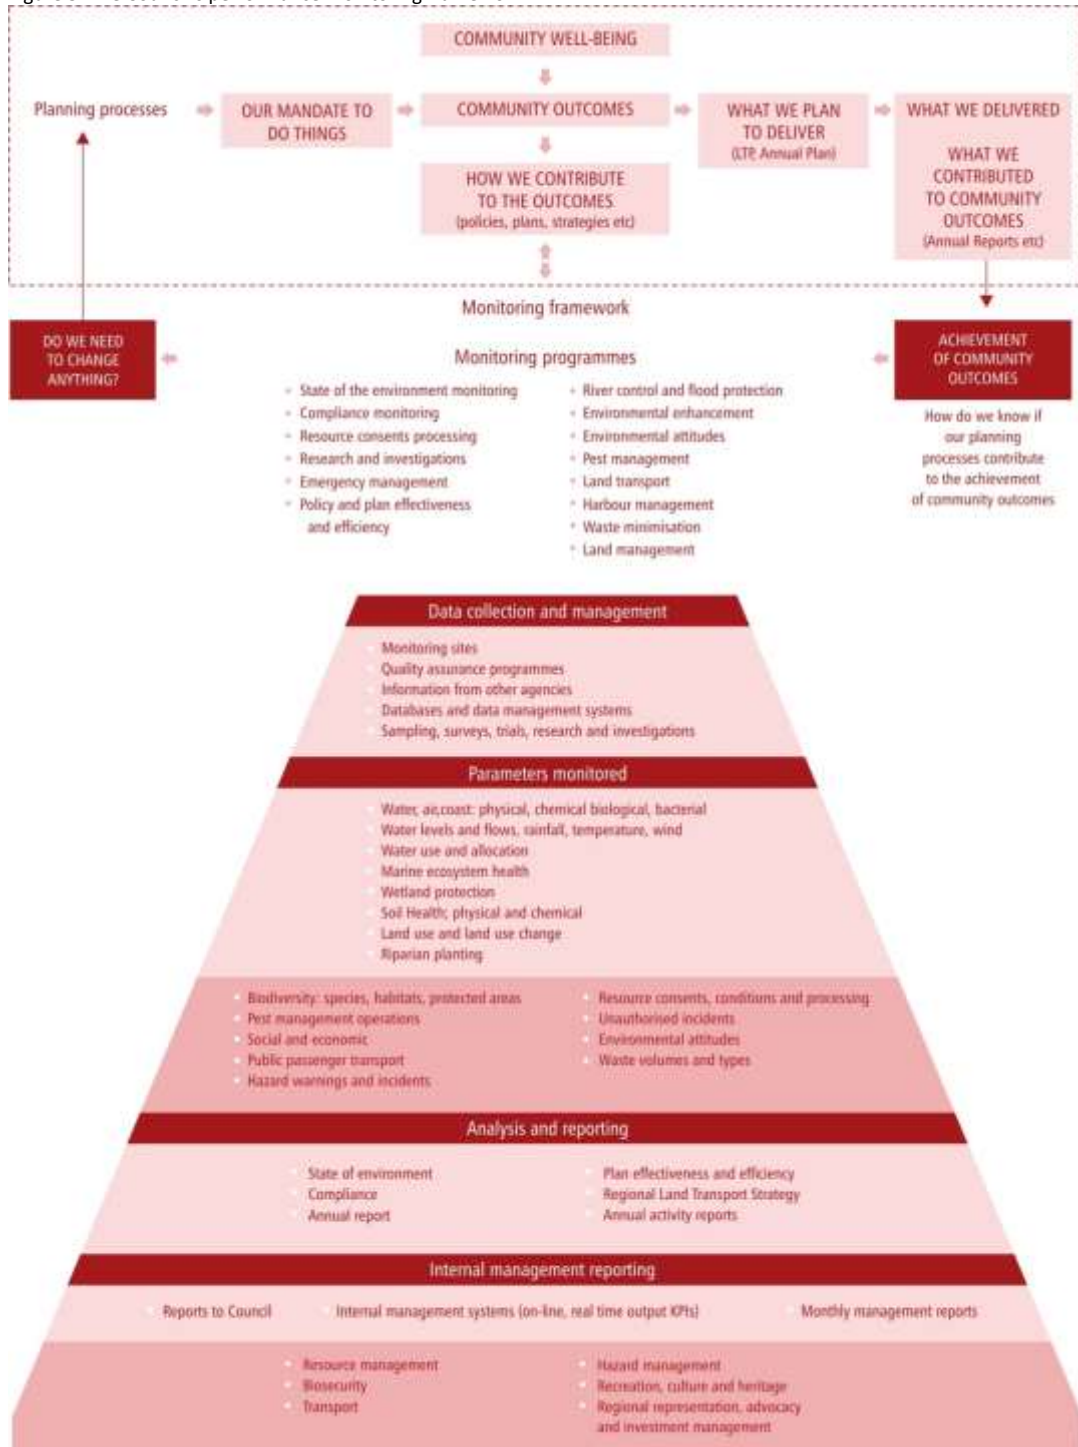 COMMUNITY WELL-BEING
Planning processes
OUR MANDATE TO
DO THINGS
COMMUNITY OUTCOMES
WHAT WE PLAN
TO DELIVER
(LTP, Annual Plan)
WHAT WE DELIVERED
WHAT WE
CONTRIBUTED
TO COMMUNITY
OUTCOMES
(Annual Reports etc)
HOW WE CONTRIBUTE
TO THE OUTCOMES
(policies, plans, strategies etc)
Monitoring framework
DO WE NEED
TO CHANGE
ANYTHING?
Monitoring programmes
• State of the environment monitoring
• Compliance monitoring
• Resource consents processing
• Research and investigations
• Emergency management
• Policy and plan effectiveness
and efficiency
• River control and flood protection
• Environmental enhancement
• Environmental attitudes
• Pest management
• Land transport
• Harbour management
• Waste minimisation
• Land management
ACHIEVEMENT
OF COMMUNITY
OUTCOMES
How do we know if
our planning
processes contribute
to the achievement
of community outcomes
Data collection and management
• Monitoring sites
• Quality assurance programmes
• Information from other agencies
• Databases and data management systems
• Sampling, surveys, trials, research and investigations
Parameters monitored
• Water, air,coast: physical, chemical biological, bacterial
• Water levels and flows, rainfall, temperature, wind
• Water use and allocation
• Marine ecosystem health
• Wetland protection
• Soil Health; physical and chemical
• Land use and land use change
• Riparian planting
• Biodiversity: species, habitats, protected areas
• Pest management operations
• Social and economic
• Public passenger transport
• Hazard warnings and incidents
• Resource consents, conditions and processing
• Unauthorised incidents
• Environmental attitudes
• Waste volumes and types
Analysis and reporting
• State of environment
• Compliance
• Annual report
• Plan effectiveness and efficiency
• Regional Land Transport Strategy
• Annual activity reports
Internal management reporting
• Reports to Council
• Internal management systems (on-line, real time output KPIs)
• Monthly management reports
• Resource management
• Biosecurity
• Transport
• Hazard management
• Recreation, culture and heritage
• Regional representation, advocacy
and investment management